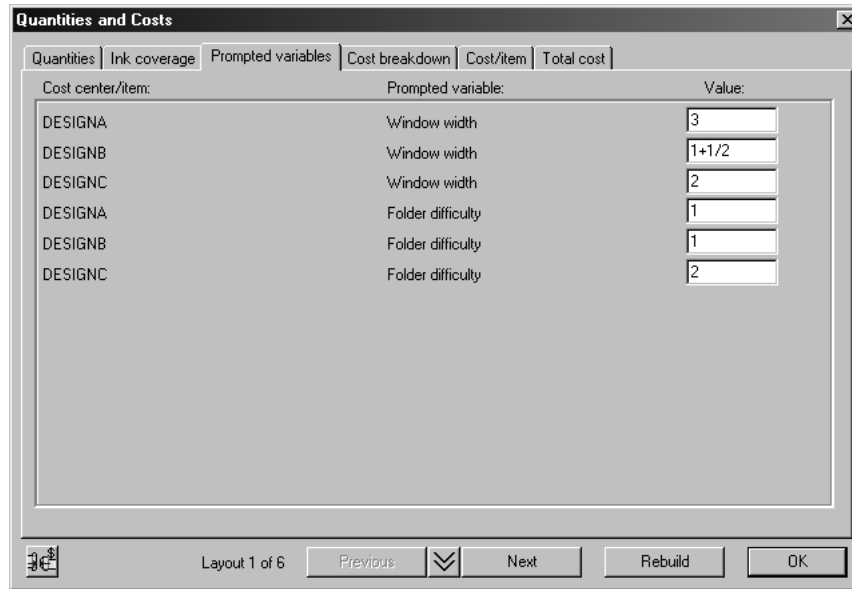 Quantities and Costs
Quantities Ink coverage Prompted variables Cost breakdown Cost/item Total cost
Cost center/item: Prompted variable: Value:
DESIGNA Window width 3
DESIGNB Window width 1+1/2
DESIGNC Window width 2
DESIGNA Folder difficulty 1
DESIGNB Folder difficulty 1
DESIGNC Folder difficulty 2
Layout 1 of 6 Previous Next Rebuild OK